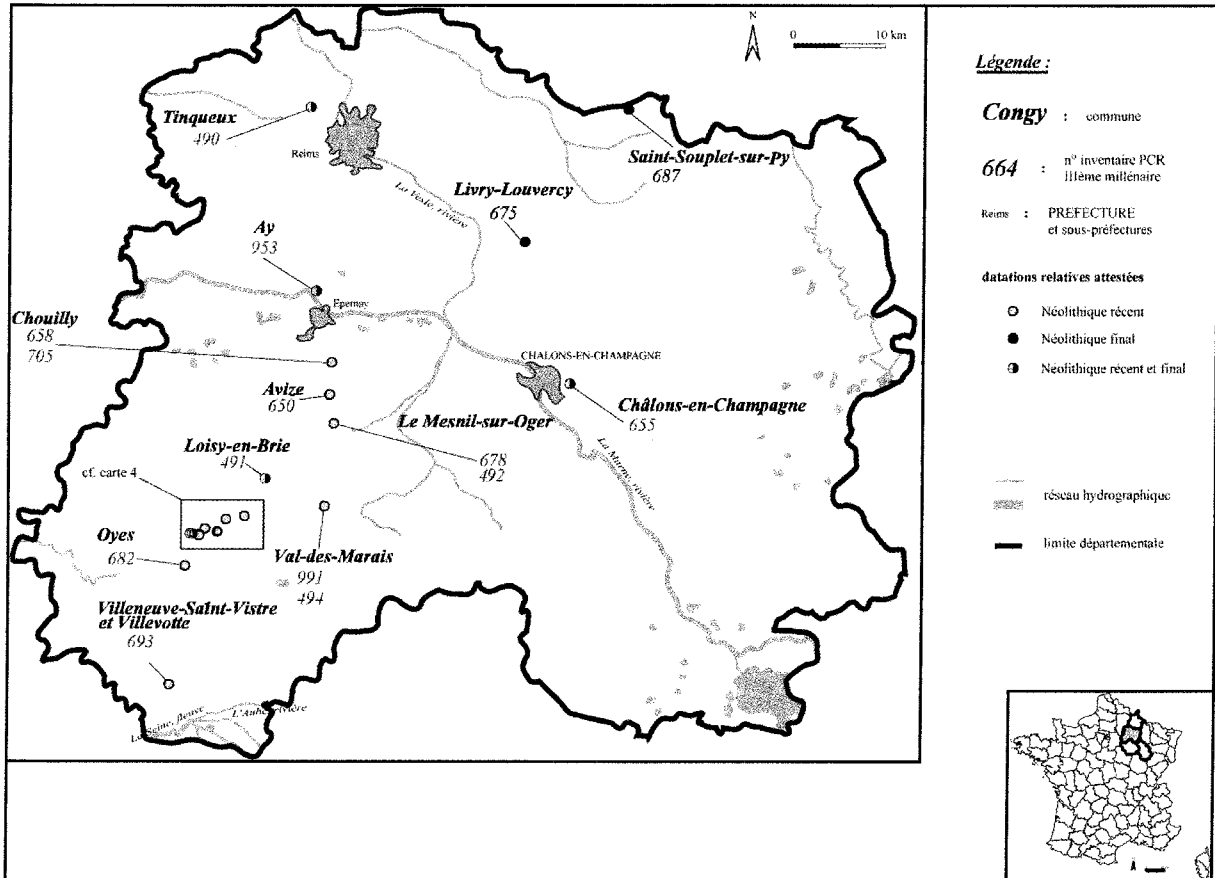 N
0 10 km
Tinqueux
490
Reims
Saint-Souplet-sur-Py
687
La Vesle, rivière
Livry-Louvercy
675
Ay
953
Epernay
Chouilly
658
705
CHALONS-EN-CHAMPAGNE
Avize
650
Châlons-en-Champagne
655
Le Mesnil-sur-Oger
678
492
Loisy-en-Brie
491
cf. carte 4
La Marne, rivière
Oyes
682
Val-des-Marais
991
494
Villeneuve-Saint-Vistre
et Villevotte
693
La Seine, fleuve
L'Aube, rivière
Légende :
Congy : commune
664 : n° inventaire PCR
IIIème millénaire
Reims : PREFECTURE
et sous-préfectures
datations relatives attestées
Néolithique récent
Néolithique final
Néolithique récent et final
réseau hydrographique
limite départementale